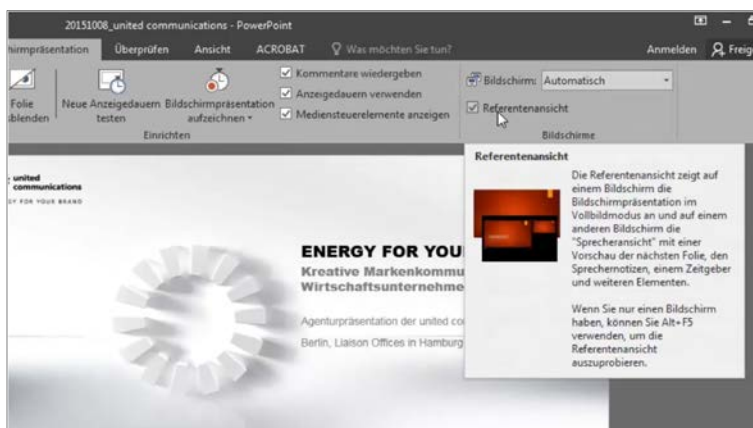 20151008_united communications - PowerPoint
hirmpräsentation Überprüfen Ansicht ACROBAT Was möchten Sie tun? Anmelden Freig
Folie
blenden
Neue Anzeigedauern
testen
Bildschirmpräsentation
aufzeichnen
Kommentare wiedergeben
Anzeigedauern verwenden
Mediensteuerelemente anzeigen
Einrichten
Bildschirm: Automatisch
Referentenansicht
Bildschirme
united
communications
GY FOR YOUR BRAND
ENERGY FOR YOU
Kreative Markenkommu
Wirtschaftsunternehme
Agenturpräsentation der united co
Berlin, Liaison Offices in Hamburg
Referentenansicht
Die Referentenansicht zeigt auf
einem Bildschirm die
Bildschirmpräsentation im
Vollbildmodus an und auf einem
anderen Bildschirm die
"Sprecheransicht" mit einer
Vorschau der nächsten Folie, den
Sprechernotizen, einem Zeitgeber
und weiteren Elementen.
Wenn Sie nur einen Bildschirm
haben, können Sie Alt+F5
verwenden, um die
Referentenansicht
auszuprobieren.